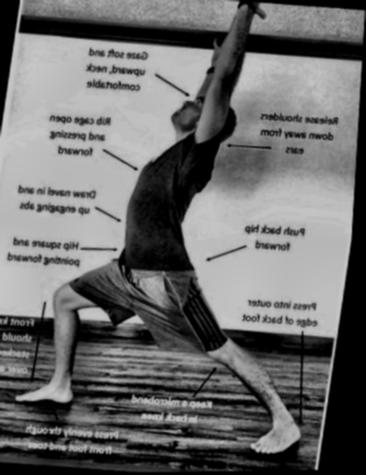 Gaze soft and
upward, neck,
comfortable
Rib cage open
and pressing
forward
Release shoulders
down away from
ears
Draw navel in and
up engaging abs
Push back hip
forward
Hip square and
pointing forward
Press into outer
edge of back foot
Front
should
stacked
over
Keep a microbend
in back knee
Press evenly through
front foot and toes